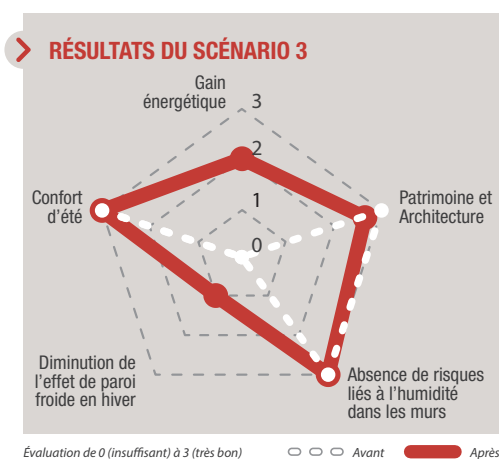 RÉSULTATS DU SCÉNARIO 3
Gain
énergétique
3
2
1
0
Confort
d'été
Patrimoine et
Architecture
Diminution de
l'effet de paroi
froide en hiver
Absence de risques
liés à l'humidité
dans les murs
Évaluation de 0 (insuffisant) à 3 (très bon)
Avant
Après